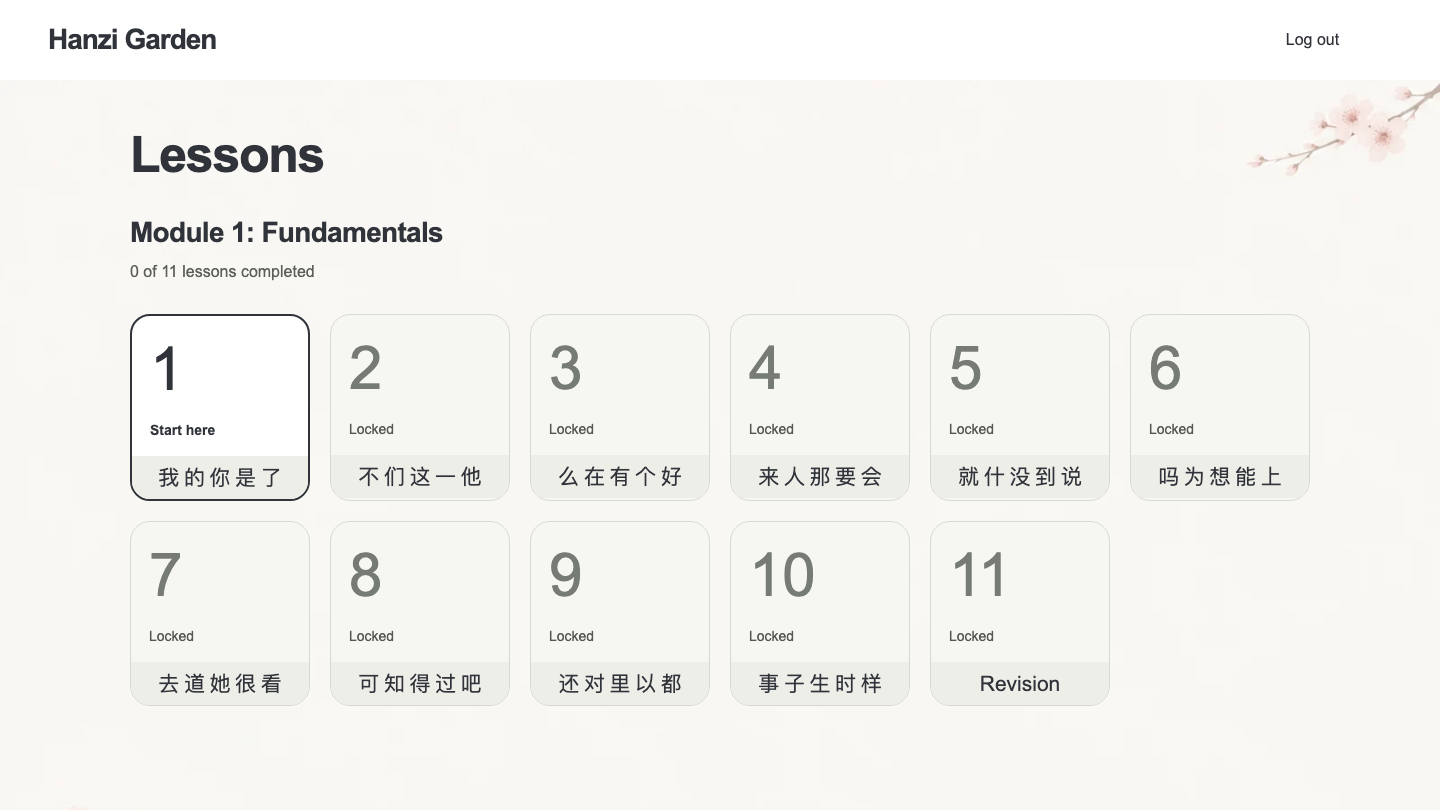 Hanzi Garden
Log out
Lessons
Module 1: Fundamentals
0 of 11 lessons completed
1
Start here
我的你是了
2
Locked
不们这一他
3
Locked
么在有个好
4
Locked
来人那要会
5
Locked
就什没到说
6
Locked
吗为想能上
7
Locked
去道她很看
8
Locked
可知得过吧
9
Locked
还对里以都
10
Locked
事子生时样
11
Locked
Revision